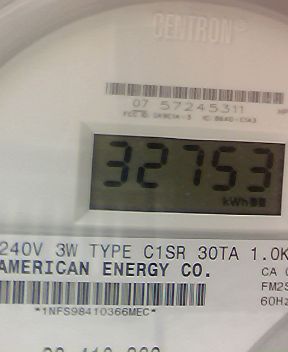 CENTRON®
07 57245311
32753
kWh
240V 3W TYPE C1SR 30TA 1.0K
AMERICAN ENERGY CO.
CA
FM2S
60Hz
*1NFS98410366MEC*